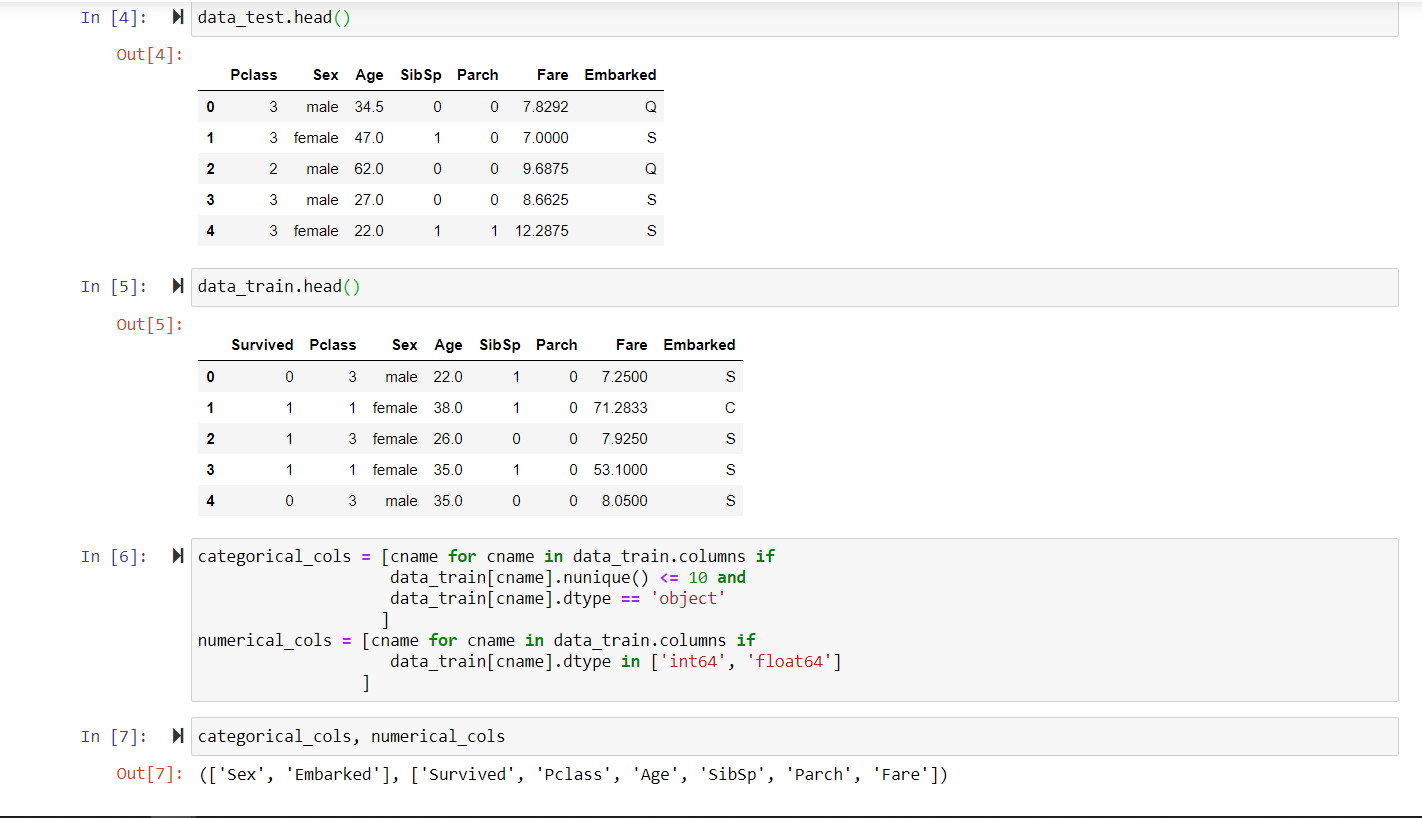 In [4]: data_test.head()
Out[4]:
Pclass Sex Age SibSp Parch Fare Embarked
0 3 male 34.5 0 0 7.8292 Q
1 3 female 47.0 1 0 7.0000 S
2 2 male 62.0 0 0 9.6875 Q
3 3 male 27.0 0 0 8.6625 S
4 3 female 22.0 1 1 12.2875 S
In [5]: data_train.head()
Out[5]:
Survived Pclass Sex Age SibSp Parch Fare Embarked
0 0 3 male 22.0 1 0 7.2500 S
1 1 1 female 38.0 1 0 71.2833 C
2 1 3 female 26.0 0 0 7.9250 S
3 1 1 female 35.0 1 0 53.1000 S
4 0 3 male 35.0 0 0 8.0500 S
In [6]: categorical_cols = [cname for cname in data_train.columns if
data_train[cname].nunique() <= 10 and
data_train[cname].dtype == 'object'
]
numerical_cols = [cname for cname in data_train.columns if
data_train[cname].dtype in ['int64', 'float64']
]
In [7]: categorical_cols, numerical_cols
Out[7]: (['Sex', 'Embarked'], ['Survived', 'Pclass', 'Age', 'SibSp', 'Parch', 'Fare'])